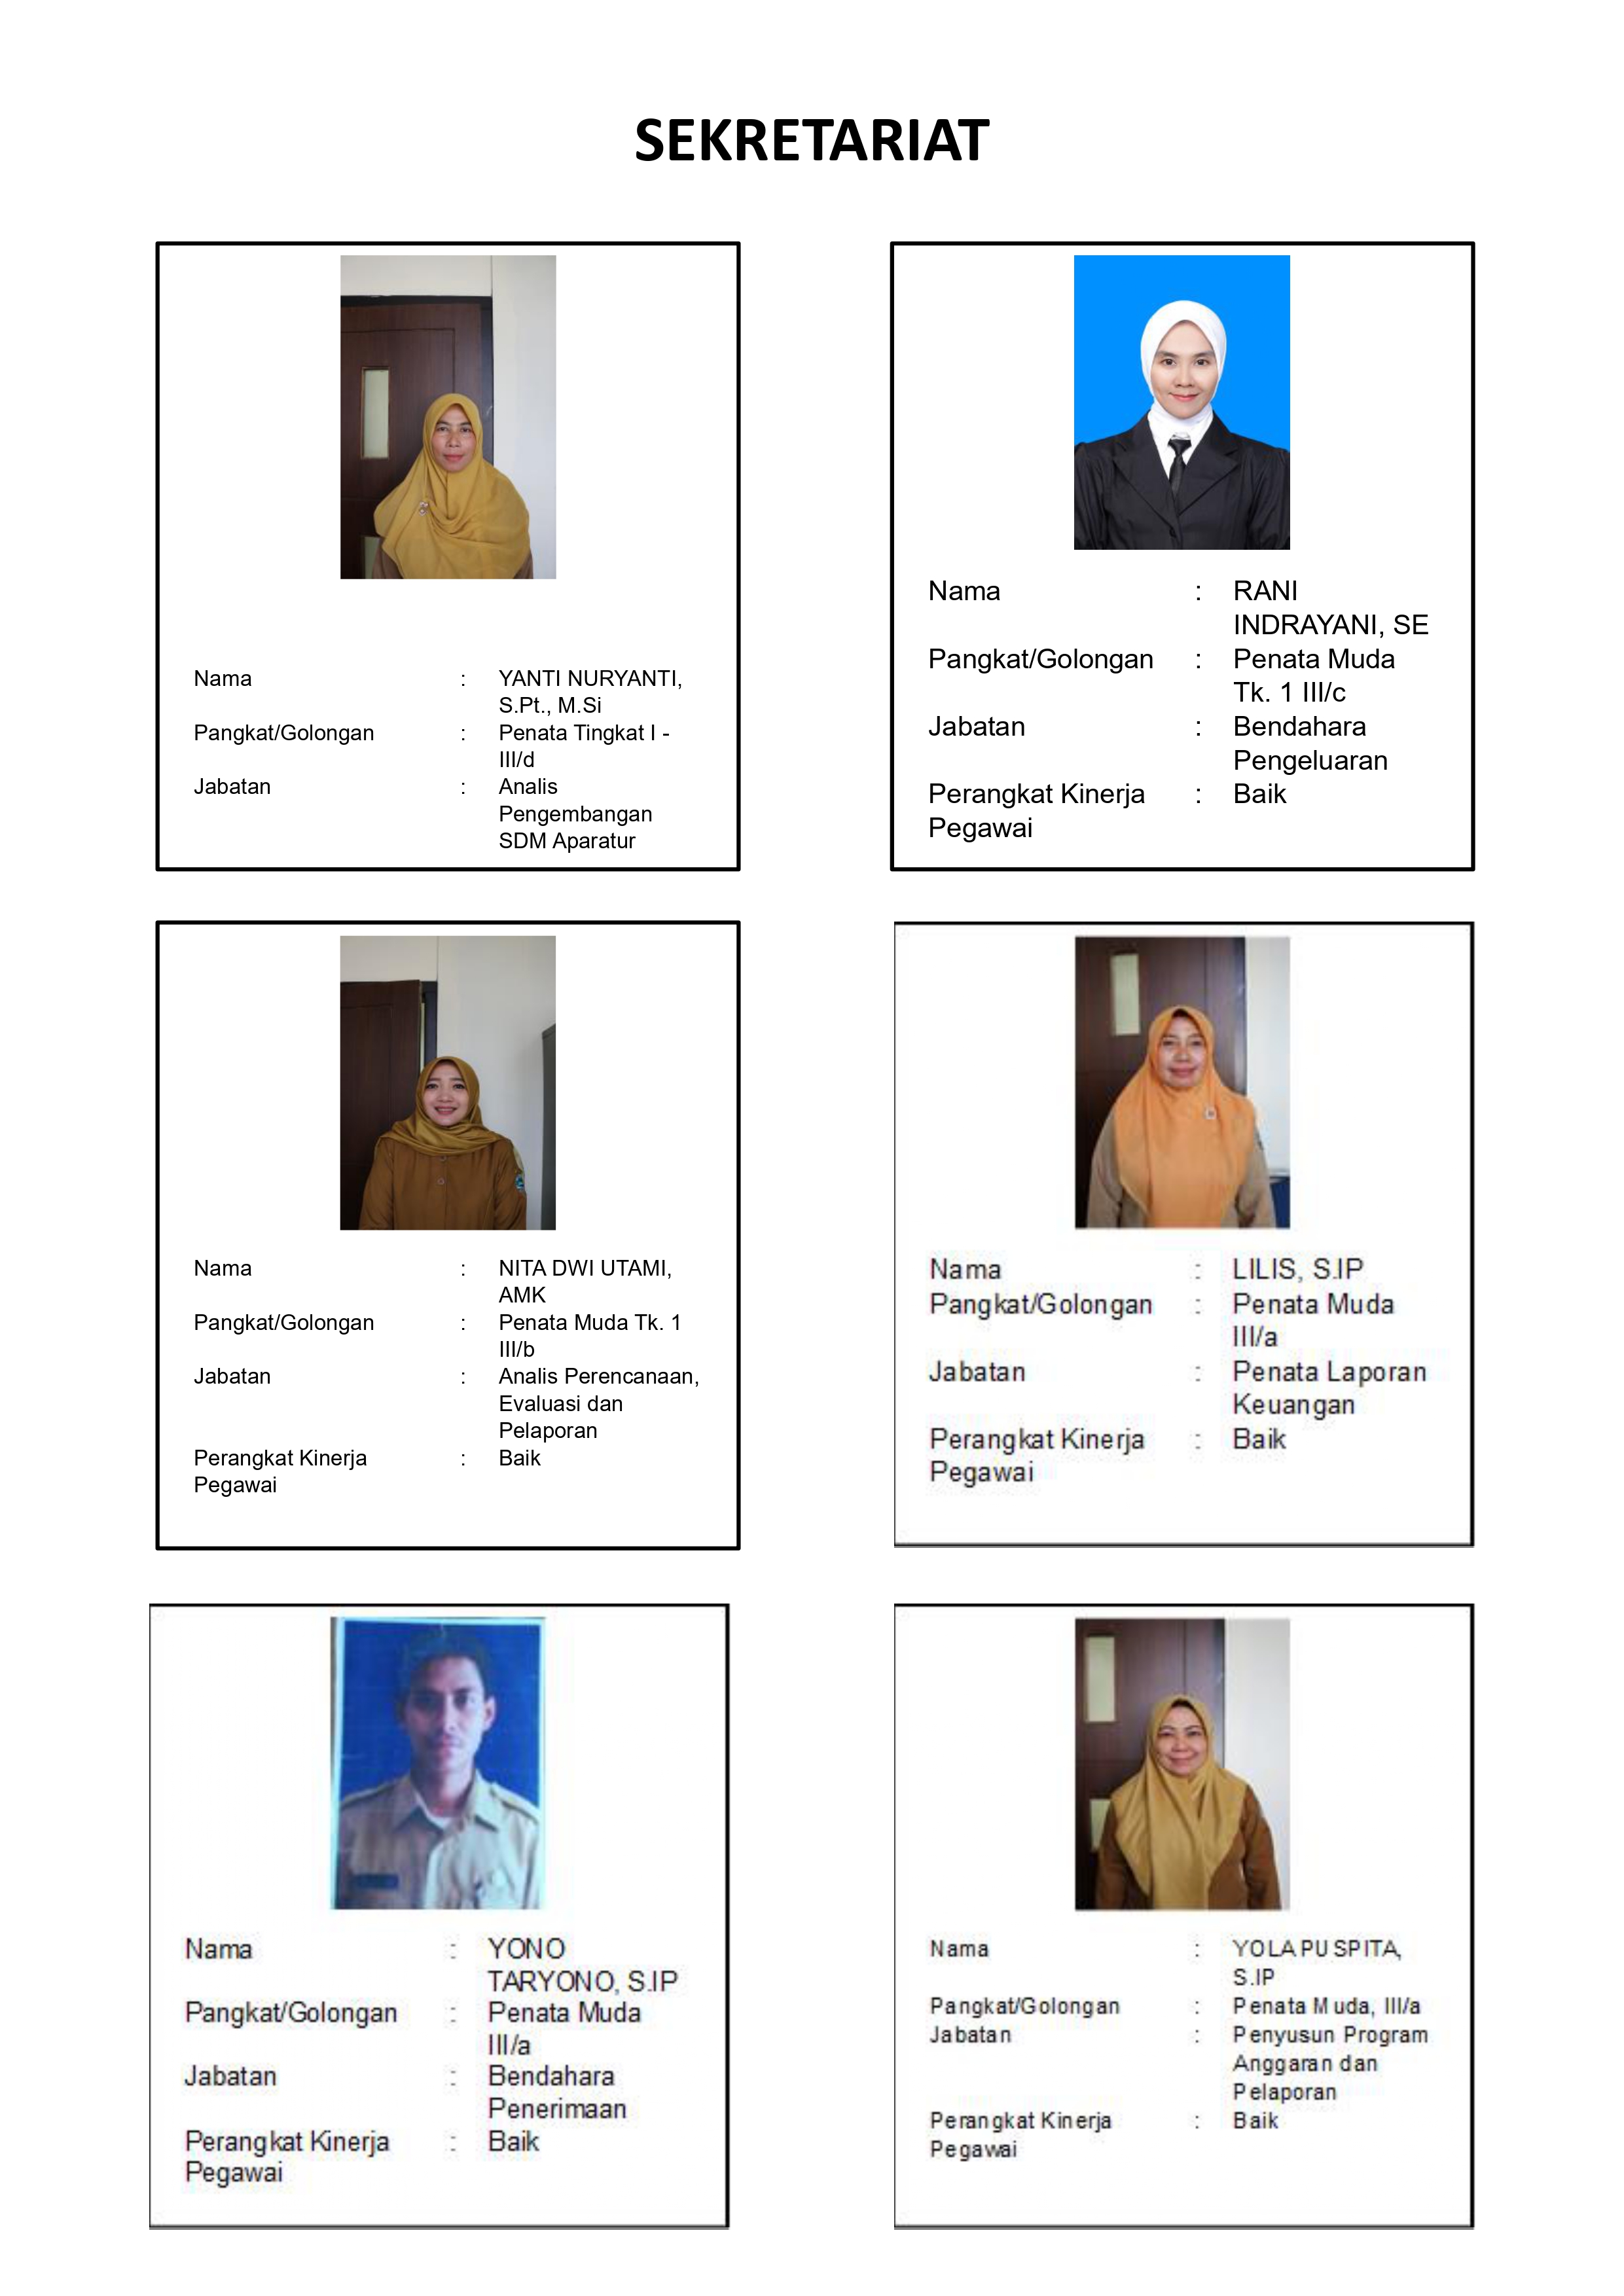 SEKRETARIAT
Nama : YANTI NURYANTI,
S.Pt., M.Si
Pangkat/Golongan : Penata Tingkat I -
III/d
Jabatan : Analis
Pengembangan
SDM Aparatur
Nama : RANI
INDRAYANI, SE
Pangkat/Golongan : Penata Muda
Tk. 1 III/c
Jabatan : Bendahara
Pengeluaran
Perangkat Kinerja : Baik
Pegawai
Nama : NITA DWI UTAMI,
AMK
Pangkat/Golongan : Penata Muda Tk. 1
III/b
Jabatan : Analis Perencanaan,
Evaluasi dan
Pelaporan
Perangkat Kinerja : Baik
Pegawai
Nama : LILIS, S.IP
Pangkat/Golongan : Penata Muda
III/a
Jabatan : Penata Laporan
Keuangan
Perangkat Kinerja : Baik
Pegawai
Nama : YONO
TARYONO, S.IP
Pangkat/Golongan : Penata Muda
III/a
Jabatan : Bendahara
Penerimaan
Perangkat Kinerja : Baik
Pegawai
Nama : YOLA PUSPITA,
S.IP
Pangkat/Golongan : Penata Muda, III/a
Jabatan : Penyusun Program
Anggaran dan
Pelaporan
Perangkat Kinerja : Baik
Pegawai